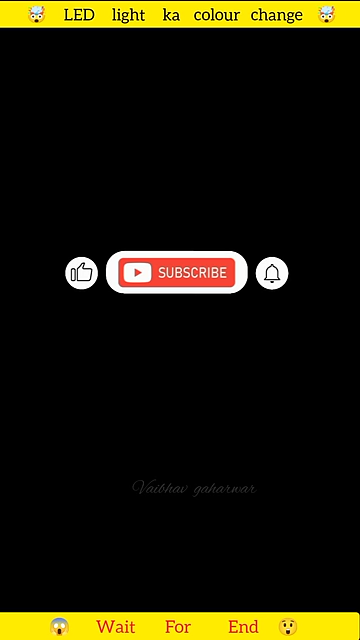 🤯 LED light ka colour change 🤯
SUBSCRIBE
Vaibhav gaharwar
😱 Wait For End 😲